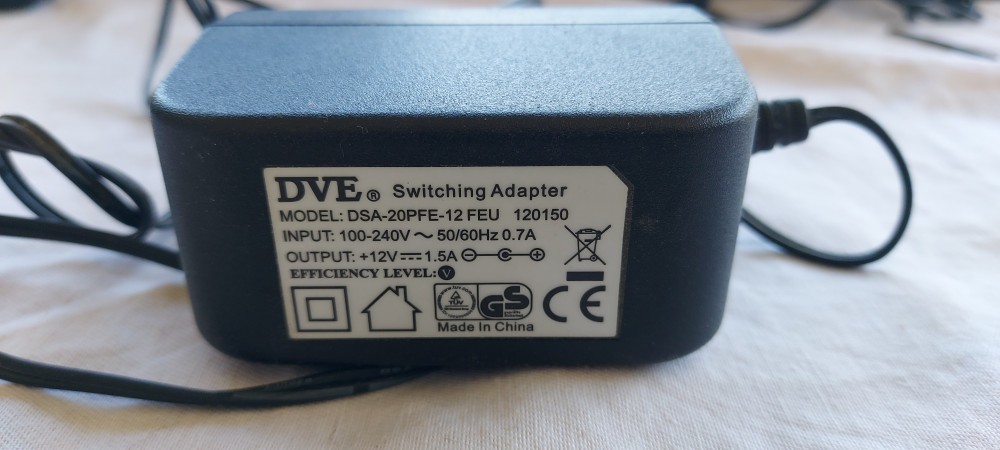 DVE® Switching Adapter
MODEL: DSA-20PFE-12 FEU 120150
INPUT: 100-240V ~ 50/60Hz 0.7A
OUTPUT: +12V⎓1.5A
EFFICIENCY LEVEL: V
TÜV GS CE
Made In China